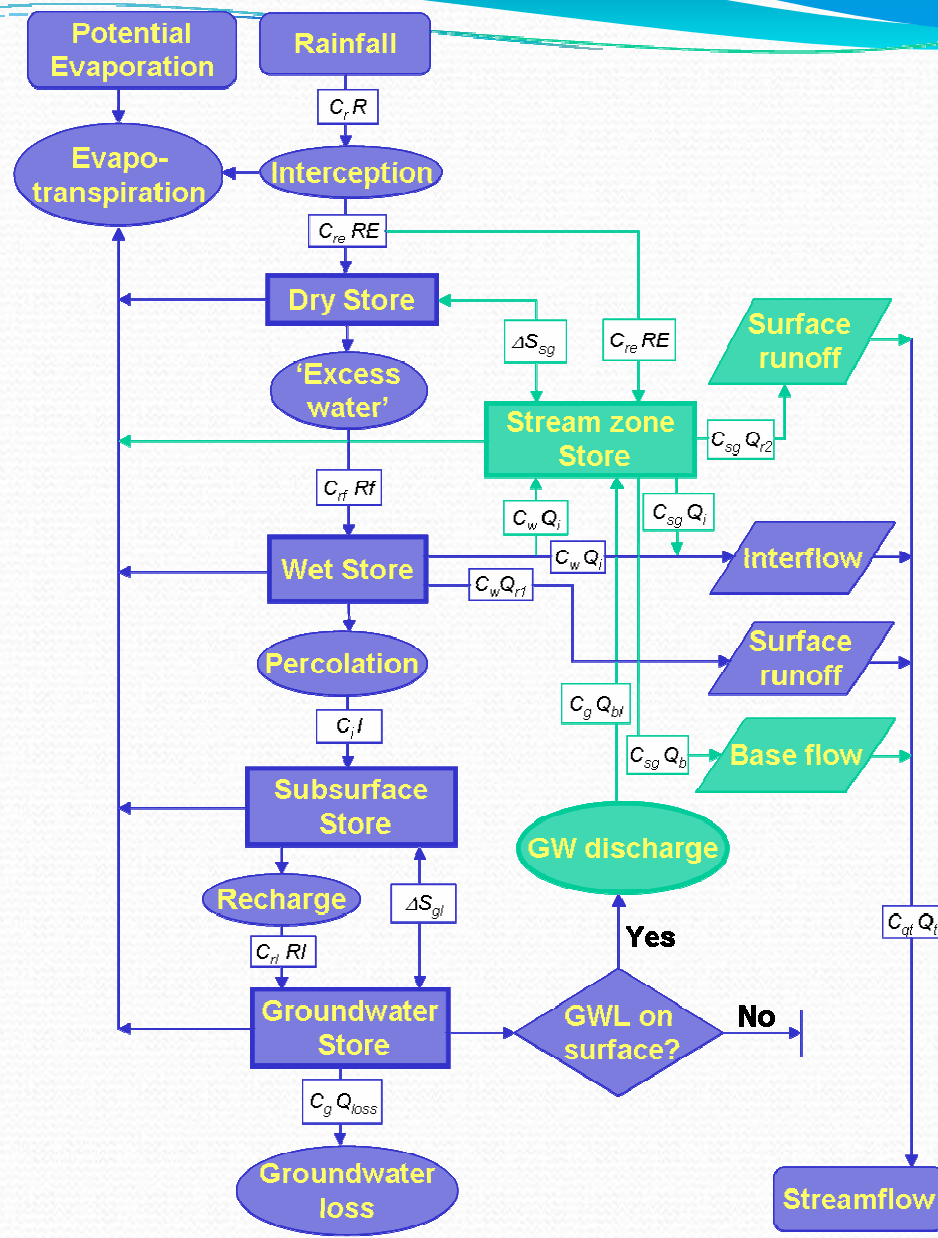 Potential
Evaporation
Rainfall
C_r R
Evapo-
transpiration
Interception
C_re RE
Dry Store
ΔS_sg
C_re RE
Surface
runoff
'Excess
water'
Stream zone
Store
C_sg Q_r2
C_rf Rf
C_w Q_i
C_sg Q_i
Wet Store
C_w Q_i
Interflow
C_w Q_r1
Percolation
Surface
runoff
C_g Q_bl
C_i I
C_sg Q_b
Base flow
Subsurface
Store
GW discharge
Recharge
ΔS_gl
C_rl Rl
Yes
C_qt Q_t
Groundwater
Store
GWL on
surface?
No
C_g Q_loss
Groundwater
loss
Streamflow